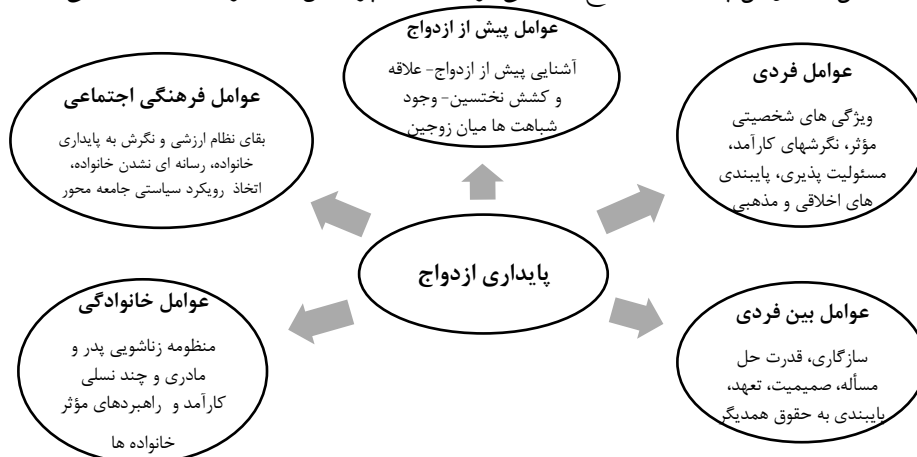 عوامل پیش از ازدواج
آشنایی پیش از ازدواج- علاقه
و کشش نختسین- وجود
شباهت ها میان زوجین
عوامل فردی
ویژگی های شخصیتی
مؤثر، نگرشهای کارآمد،
مسئولیت پذیری، پایبندی
های اخلاقی و مذهبی
عوامل فرهنگی اجتماعی
بقای نظام ارزشی و نگرش به پایداری
خانواده، رسانه ای نشدن خانواده،
اتخاذ رویکرد سیاستی جامعه محور
پایداری ازدواج
عوامل بین فردی
سازگاری، قدرت حل
مسأله، صمیمیت، تعهد،
پایبندی به حقوق همدیگر
عوامل خانوادگی
منظومه زناشویی پدر و
مادری و چند نسلی
کارآمد و راهبردهای مؤثر
خانواده ها